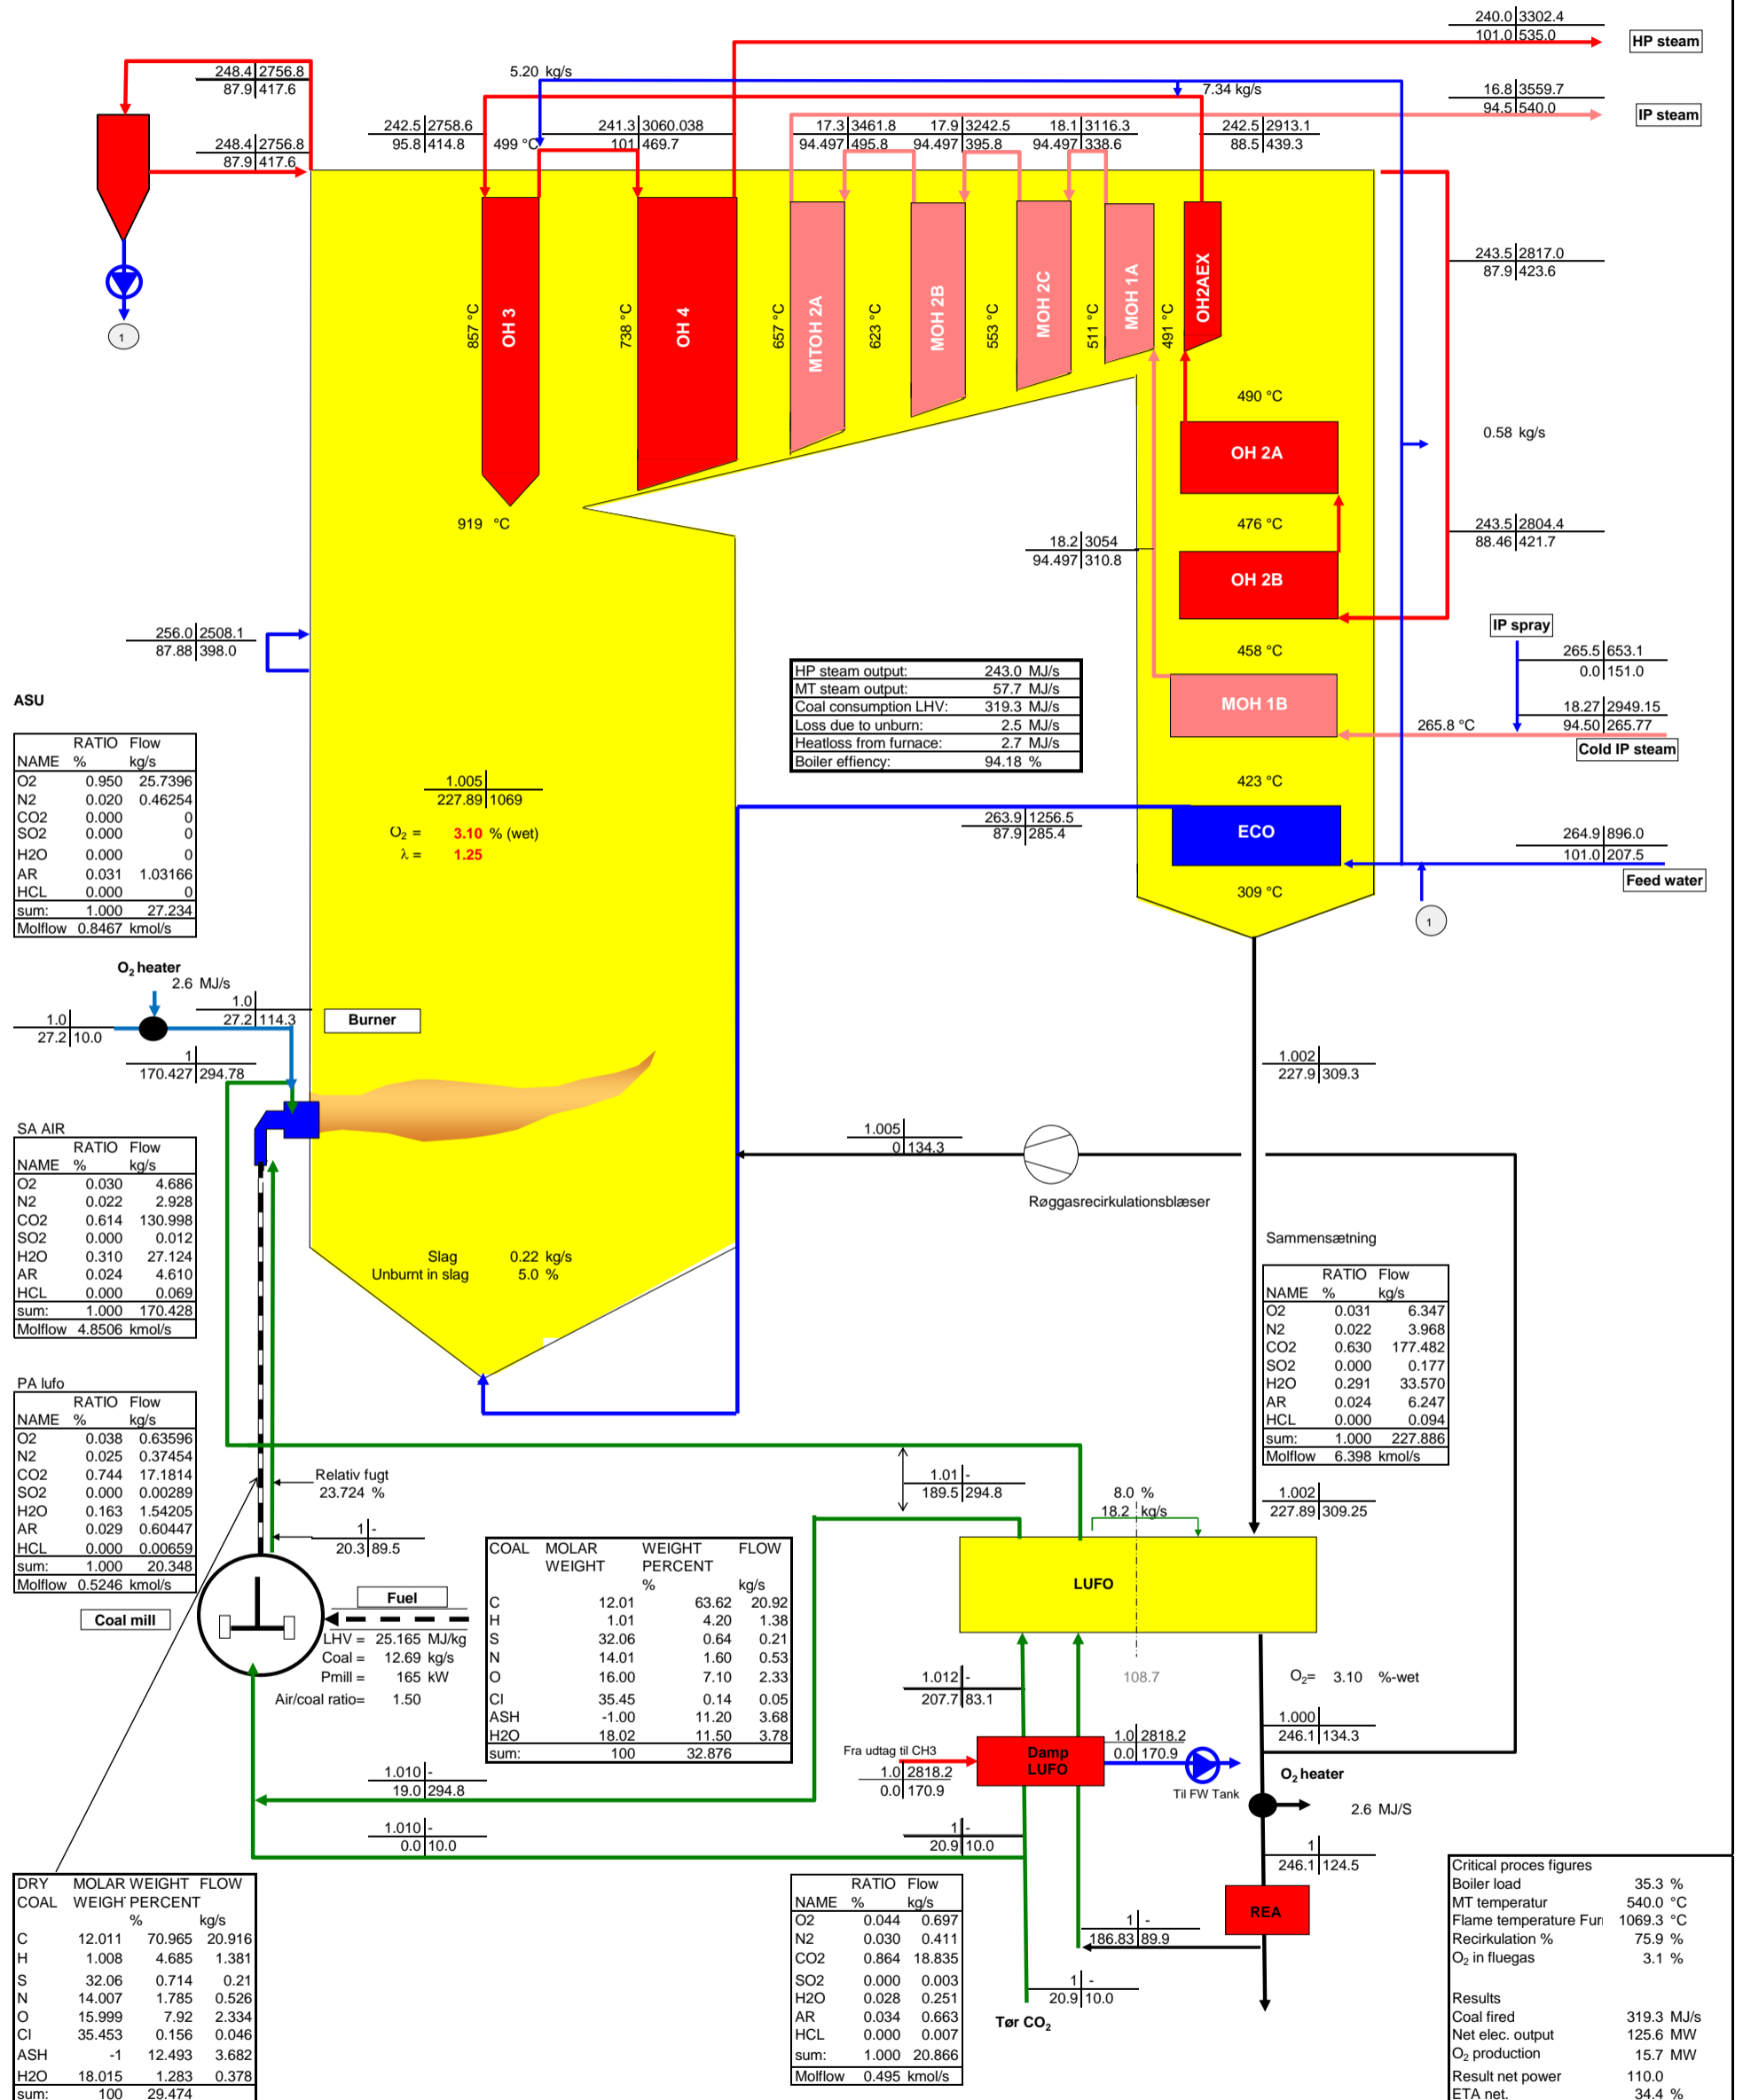 240.0 3302.4
101.0 535.0
HP steam
248.4 2756.8
87.9 417.6
5.20 kg/s
7.34 kg/s
16.8 3559.7
94.5 540.0
IP steam
248.4 2756.8
87.9 417.6
242.5 2758.6
95.8 414.8
499 °C
241.3 3060.038
101 469.7
17.3 3461.8
94.497 495.8
17.9 3242.5
94.497 395.8
18.1 3116.3
94.497 338.6
242.5 2913.1
88.5 439.3
243.5 2817.0
87.9 423.6
1
857 °C
OH 3
738 °C
OH 4
657 °C
MTOH 2A
623 °C
MOH 2B
553 °C
MOH 2C
511 °C
MOH 1A
491 °C
OH2AEX
490 °C
0.58 kg/s
OH 2A
919 °C
476 °C
243.5 2804.4
88.46 421.7
18.2 3054
94.497 310.8
OH 2B
256.0 2508.1
87.88 398.0
IP spray
458 °C
265.5 653.1
0.0 151.0
HP steam output: 243.0 MJ/s
MT steam output: 57.7 MJ/s
Coal consumption LHV: 319.3 MJ/s
Loss due to unburn: 2.5 MJ/s
Heatloss from furnace: 2.7 MJ/s
Boiler effiency: 94.18 %
MOH 1B
18.27 2949.15
94.50 265.77
265.8 °C
Cold IP steam
423 °C
ASU
RATIO Flow
NAME % kg/s
O2 0.950 25.7396
N2 0.020 0.46254
CO2 0.000 0
SO2 0.000 0
H2O 0.000 0
AR 0.031 1.03166
HCL 0.000 0
sum: 1.000 27.234
Molflow 0.8467 kmol/s
1.005
227.89 1069
O2 = 3.10 % (wet)
λ = 1.25
263.9 1256.5
87.9 285.4
ECO
264.9 896.0
101.0 207.5
Feed water
309 °C
1
O2 heater
2.6 MJ/s
1.0
27.2 114.3
1.0
27.2 10.0
Burner
1
170.427 294.78
1.002
227.9 309.3
SA AIR
RATIO Flow
NAME % kg/s
O2 0.030 4.686
N2 0.022 2.928
CO2 0.614 130.998
SO2 0.000 0.012
H2O 0.310 27.124
AR 0.024 4.610
HCL 0.000 0.069
sum: 1.000 170.428
Molflow 4.8506 kmol/s
1.005
0 134.3
Røggasrecirkulationsblæser
Slag 0.22 kg/s
Unburnt in slag 5.0 %
Sammensætning
RATIO Flow
NAME % kg/s
O2 0.031 6.347
N2 0.022 3.968
CO2 0.630 177.482
SO2 0.000 0.177
H2O 0.291 33.570
AR 0.024 6.247
HCL 0.000 0.094
sum: 1.000 227.886
Molflow 6.398 kmol/s
PA lufo
RATIO Flow
NAME % kg/s
O2 0.038 0.63596
N2 0.025 0.37454
CO2 0.744 17.1814
SO2 0.000 0.00289
H2O 0.163 1.54205
AR 0.029 0.60447
HCL 0.000 0.00659
sum: 1.000 20.348
Molflow 0.5246 kmol/s
Relativ fugt
23.724 %
1 -
20.3 89.5
1.01 -
189.5 294.8
8.0 %
18.2 kg/s
1.002
227.89 309.25
Coal mill
Fuel
LHV = 25.165 MJ/kg
Coal = 12.69 kg/s
Pmill = 165 kW
Air/coal ratio= 1.50
COAL MOLAR WEIGHT FLOW
WEIGHT PERCENT
% kg/s
C 12.01 63.62 20.92
H 1.01 4.20 1.38
S 32.06 0.64 0.21
N 14.01 1.60 0.53
O 16.00 7.10 2.33
Cl 35.45 0.14 0.05
ASH -1.00 11.20 3.68
H2O 18.02 11.50 3.78
sum: 100 32.876
LUFO
1.012 -
207.7 83.1
108.7
O2= 3.10 %-wet
1.000
246.1 134.3
Fra udtag til CH3
1.0 2818.2
0.0 170.9
Damp
LUFO
1.0 2818.2
0.0 170.9
Til FW Tank
O2 heater
2.6 MJ/S
1.010 -
19.0 294.8
1.010 -
0.0 10.0
1 -
20.9 10.0
1
246.1 124.5
REA
1 -
186.83 89.9
1 -
20.9 10.0
Tør CO2
DRY MOLAR WEIGHT FLOW
COAL WEIGH PERCENT
% kg/s
C 12.011 70.965 20.916
H 1.008 4.685 1.381
S 32.06 0.714 0.21
N 14.007 1.785 0.526
O 15.999 7.92 2.334
Cl 35.453 0.156 0.046
ASH -1 12.493 3.682
H2O 18.015 1.283 0.378
sum: 100 29.474
RATIO Flow
NAME % kg/s
O2 0.044 0.697
N2 0.030 0.411
CO2 0.864 18.835
SO2 0.000 0.003
H2O 0.028 0.251
AR 0.034 0.663
HCL 0.000 0.007
sum: 1.000 20.866
Molflow 0.495 kmol/s
Critical proces figures
Boiler load 35.3 %
MT temperatur 540.0 °C
Flame temperature Fur 1069.3 °C
Recirkulation % 75.9 %
O2 in fluegas 3.1 %
Results
Coal fired 319.3 MJ/s
Net elec. output 125.6 MW
O2 production 15.7 MW
Result net power 110.0
ETA net. 34.4 %